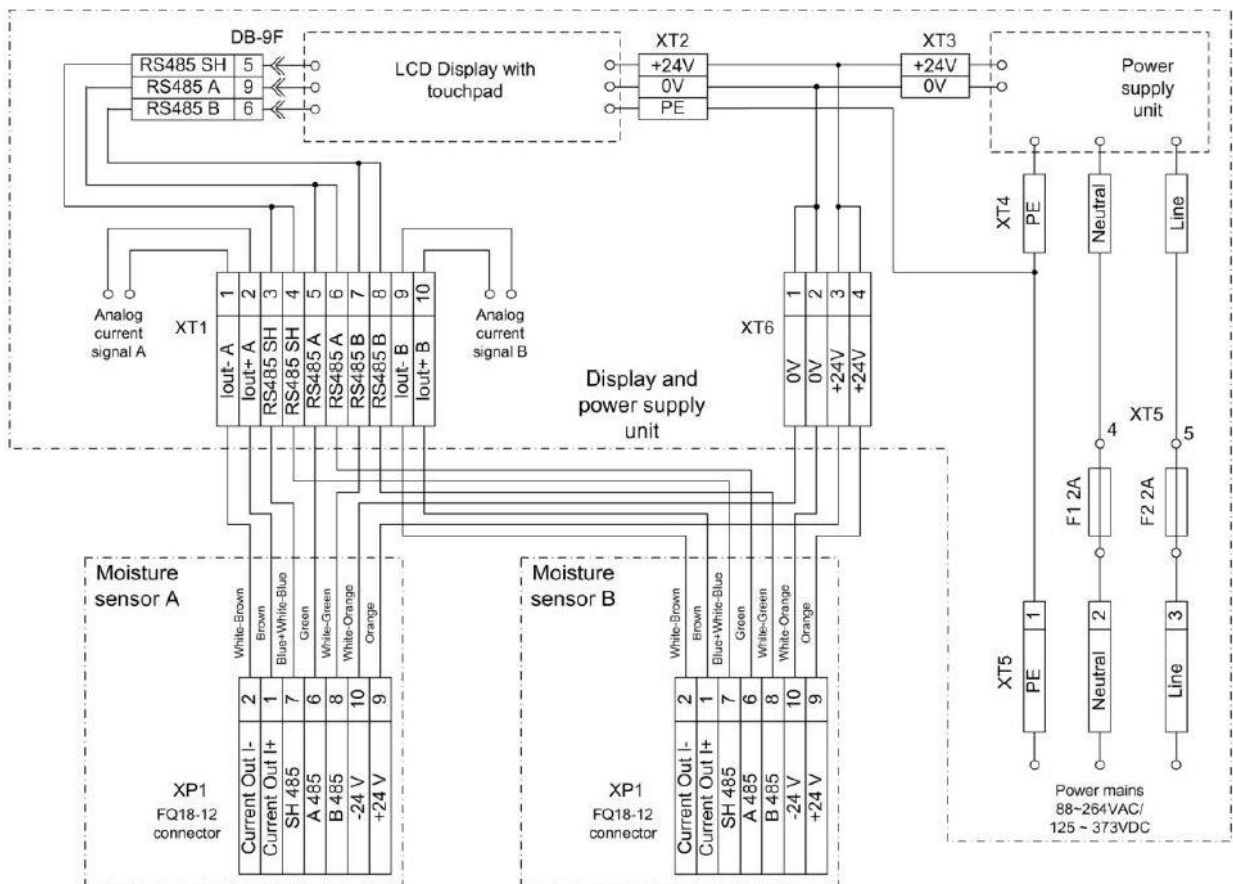 DB-9F
RS485 SH 5
RS485 A 9
RS485 B 6
LCD Display with
touchpad
XT2
+24V
0V
PE
XT3
+24V
0V
Power
supply
unit
XT4
PE
Neutral
Line
Analog
current
signal A
XT1
1 2 3 4 5 6 7 8 9 10
Iout- A
Iout+ A
RS485 SH
RS485 SH
RS485 A
RS485 A
RS485 B
RS485 B
Iout- B
Iout+ B
Analog
current
signal B
XT6
1 2 3 4
0V
0V
+24V
+24V
Display and
power supply
unit
XT5
4
5
F1 2A
F2 2A
Moisture
sensor A
White-Brown
Brown
Blue+White-Blue
Green
White-Green
White-Orange
Orange
2 1 7 6 8 10 9
Current Out I-
Current Out I+
SH 485
A 485
B 485
-24 V
+24 V
XP1
FQ18-12
connector
Moisture
sensor B
White-Brown
Brown
Blue+White-Blue
Green
White-Green
White-Orange
Orange
2 1 7 6 8 10 9
Current Out I-
Current Out I+
SH 485
A 485
B 485
-24 V
+24 V
XP1
FQ18-12
connector
XT5
1 2 3
PE
Neutral
Line
Power mains
88~264VAC/
125 ~ 373VDC